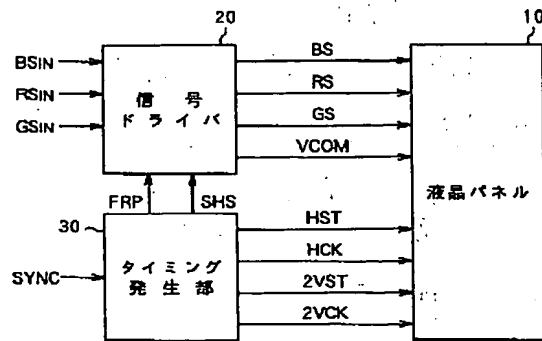 20
10
BSIN
RSIN
GSIN
信号
ドライバ
BS
RS
GS
VCOM
液晶パネル
FRP
SHS
30
SYNC
タイミング
発生部
HST
HCK
2VST
2VCK